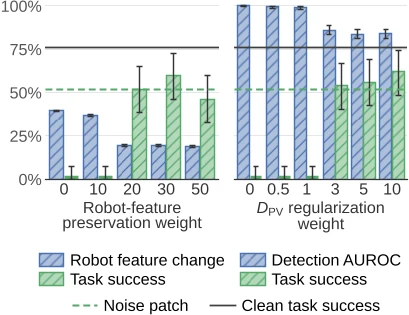 100%
75%
50%
25%
0%
0 10 20 30 50
0 0.5 1 3 5 10
Robot-feature
preservation weight
D_PV regularization
weight
Robot feature change
Detection AUROC
Task success
Task success
Noise patch
Clean task success